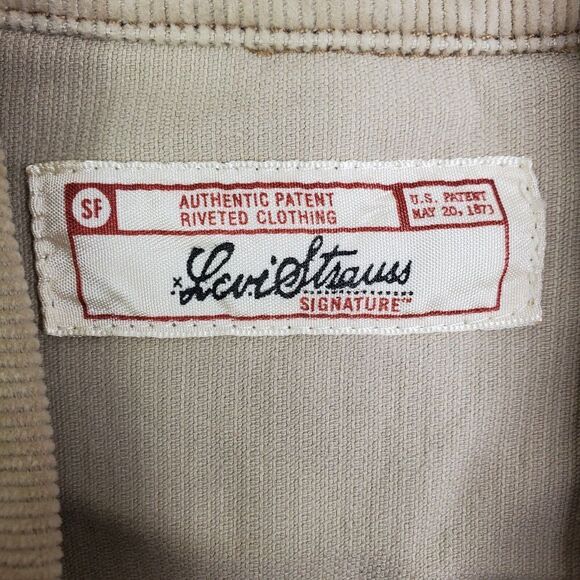 SF
AUTHENTIC PATENT
RIVETED CLOTHING
U.S. PATENT
MAY 20, 1873
x Levi Strauss
SIGNATURE™